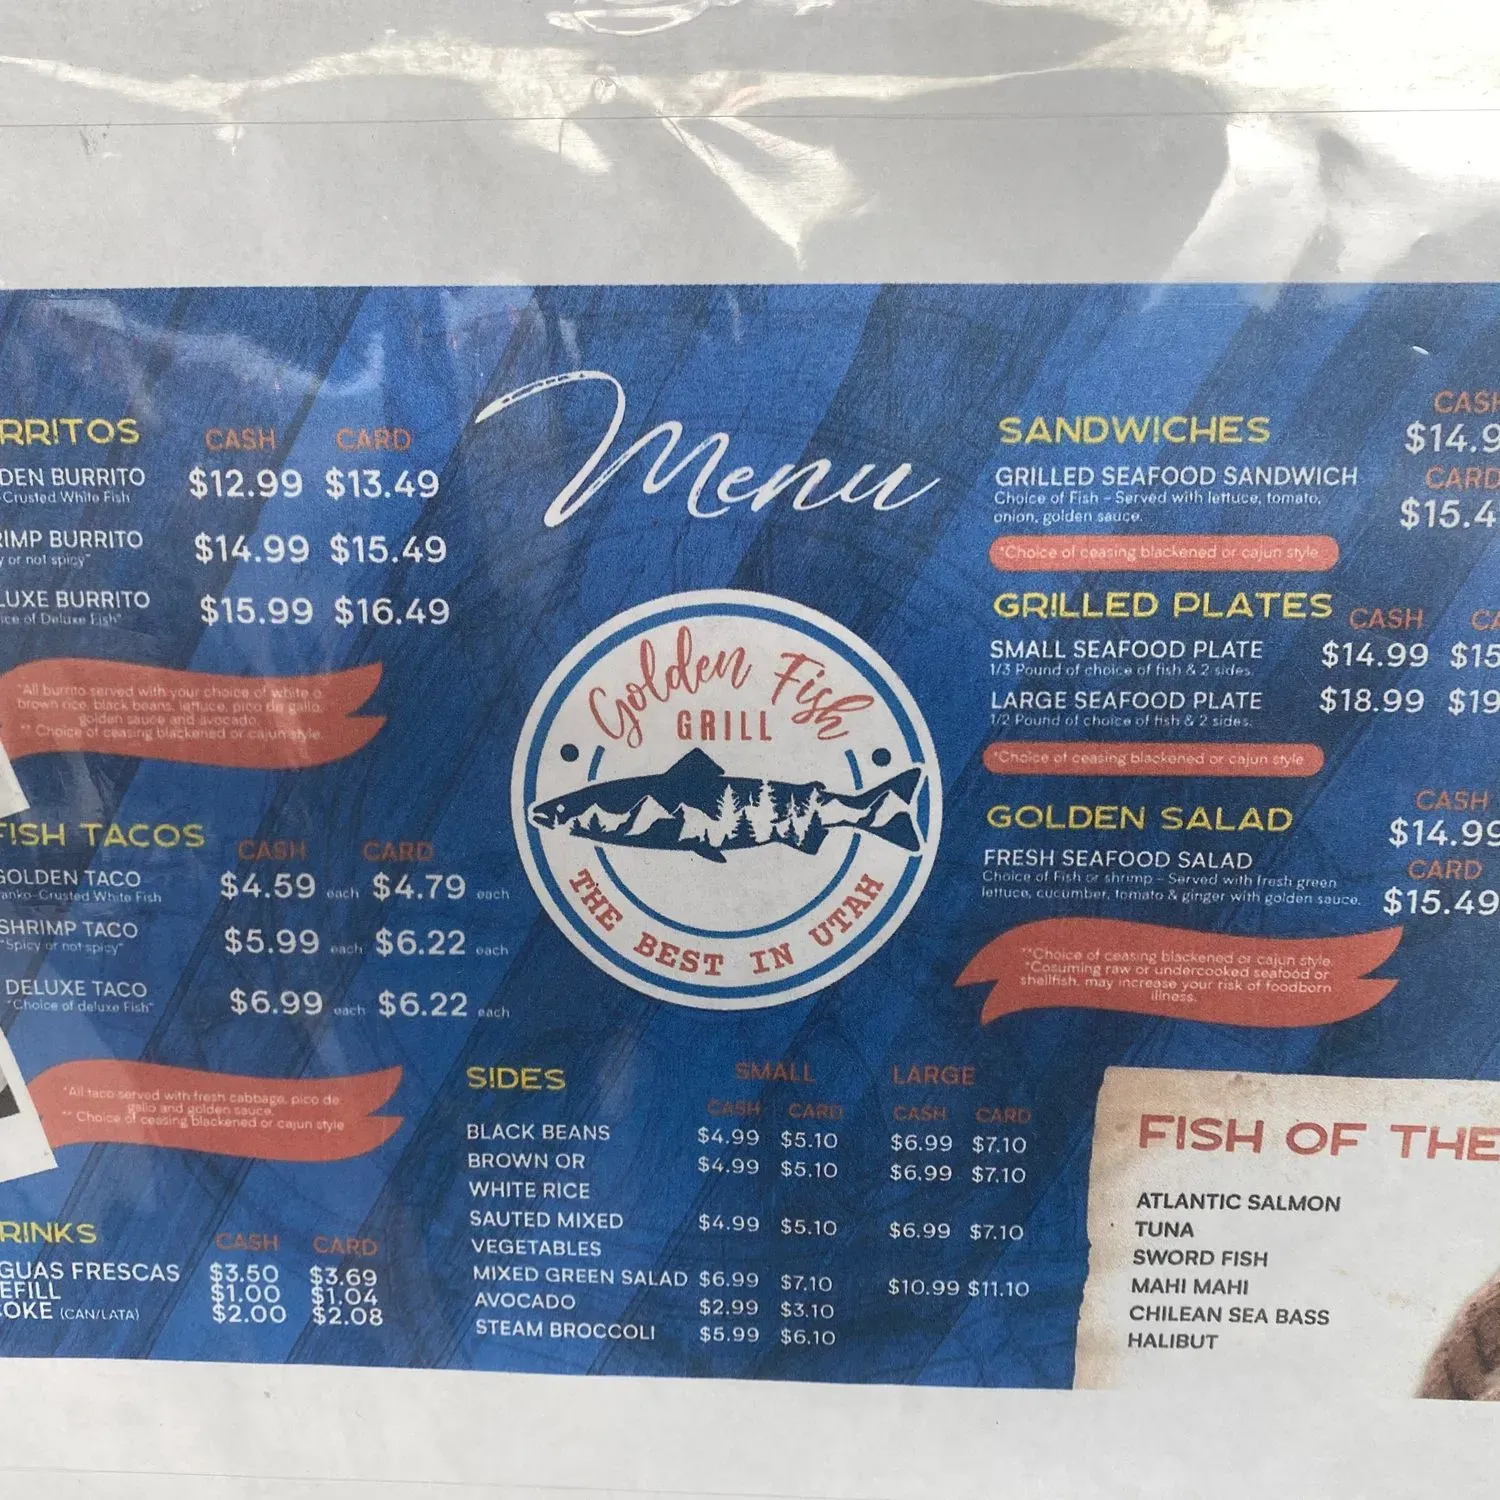 RRITOS CASH CARD
DEN BURRITO $12.99 $13.49
Crusted White Fish
RIMP BURRITO $14.99 $15.49
y or not spicy"
LUXE BURRITO $15.99 $16.49
ice of Deluxe Fish"
"All burrito served with your choice of white o
brown rice, black beans, lettuce, pico de gallo,
golden sauce and avocado.
** Choice of ceasing blackened or cajun style.
FISH TACOS CASH CARD
GOLDEN TACO $4.59 each $4.79 each
anko-Crusted White Fish
SHRIMP TACO $5.99 each $6.22 each
"Spicy or not spicy"
DELUXE TACO $6.99 each $6.22 each
"Choice of deluxe Fish"
"All taco served with fresh cabbage, pico de
gallo and golden sauce.
** Choice of ceasing blackened or cajun style
RINKS CASH CARD
GUAS FRESCAS $3.50 $3.69
EFILL $1.00 $1.04
OKE (CAN/LATA) $2.00 $2.08
Menu
Golden Fish
GRILL
THE BEST IN UTAH
SIDES SMALL LARGE
CASH CARD CASH CARD
BLACK BEANS $4.99 $5.10 $6.99 $7.10
BROWN OR $4.99 $5.10 $6.99 $7.10
WHITE RICE
SAUTED MIXED $4.99 $5.10 $6.99 $7.10
VEGETABLES
MIXED GREEN SALAD $6.99 $7.10 $10.99 $11.10
AVOCADO $2.99 $3.10
STEAM BROCCOLI $5.99 $6.10
SANDWICHES CASH
$14.9
GRILLED SEAFOOD SANDWICH CARD
Choice of Fish - Served with lettuce, tomato, $15.4
onion, golden sauce.
*Choice of ceasing blackened or cajun style
GRILLED PLATES CASH CA
SMALL SEAFOOD PLATE $14.99 $15
1/3 Pound of choice of fish & 2 sides.
LARGE SEAFOOD PLATE $18.99 $19
1/2 Pound of choice of fish & 2 sides.
*Choice of ceasing blackened or cajun style
GOLDEN SALAD CASH
$14.99
FRESH SEAFOOD SALAD CARD
Choice of Fish or shrimp - Served with fresh green
lettuce, cucumber, tomato & ginger with golden sauce. $15.49
**Choice of ceasing blackened or cajun style.
*Cosuming raw or undercooked seafood or
shellfish, may increase your risk of foodborn
illness.
FISH OF THE
ATLANTIC SALMON
TUNA
SWORD FISH
MAHI MAHI
CHILEAN SEA BASS
HALIBUT